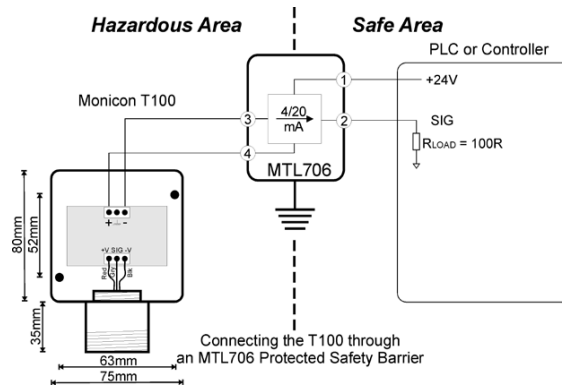 Hazardous Area
Safe Area
PLC or Controller
Monicon T100
1
+24V
3
4/20
mA
2
SIG
RLOAD = 100R
4
MTL706
80mm
52mm
35mm
+ -
+V SIG -V
Red
Gry
Blk
63mm
75mm
Connecting the T100 through
an MTL706 Protected Safety Barrier